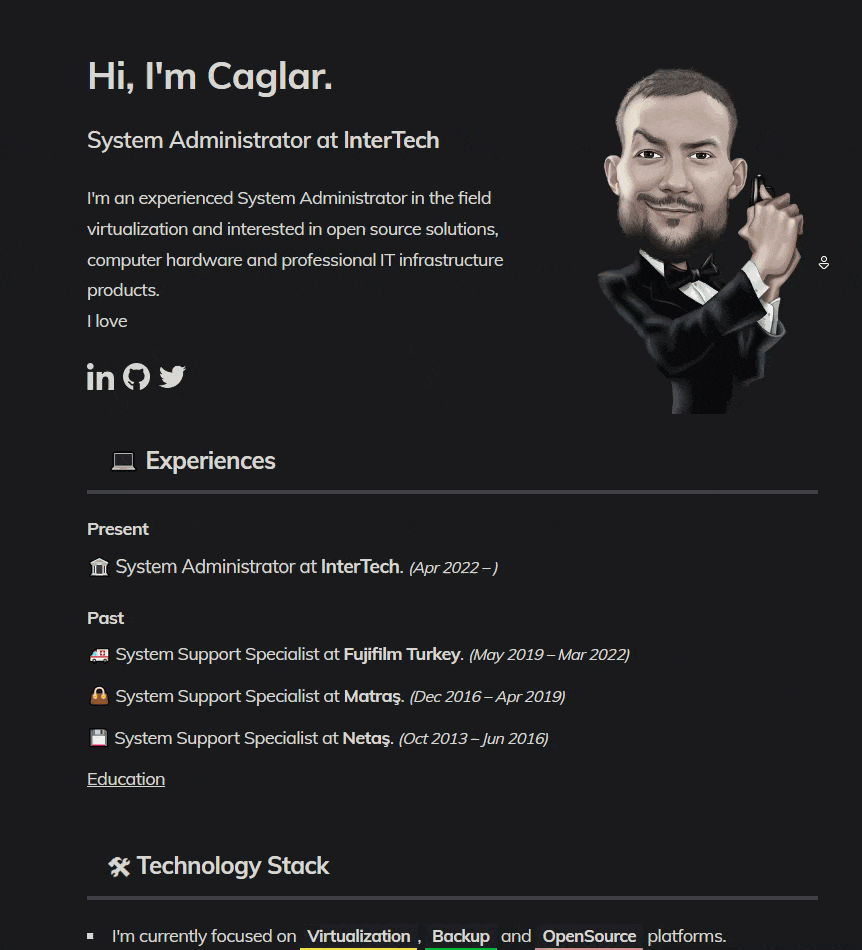 Hi, I'm Caglar.
System Administrator at InterTech
I'm an experienced System Administrator in the field
virtualization and interested in open source solutions,
computer hardware and professional IT infrastructure
products.
I love
in
Experiences
Present
System Administrator at InterTech. (Apr 2022 – )
Past
System Support Specialist at Fujifilm Turkey. (May 2019 – Mar 2022)
System Support Specialist at Matraş. (Dec 2016 – Apr 2019)
System Support Specialist at Netaş. (Oct 2013 – Jun 2016)
Education
Technology Stack
I'm currently focused on Virtualization , Backup and OpenSource platforms.